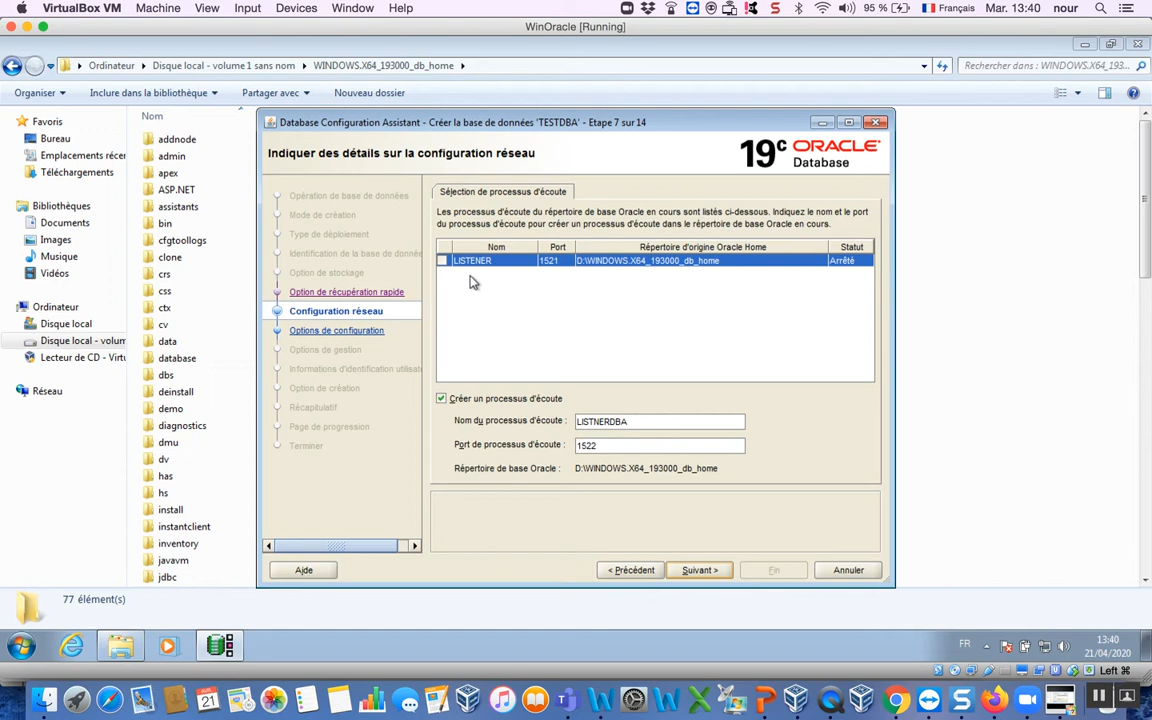 VirtualBox VM Machine View Input Devices Window Help 95 % Français Mar. 13:40 nour
WinOracle [Running]
Ordinateur Disque local - volume 1 sans nom WINDOWS.X64_193000_db_home Rechercher dans : WINDOWS.X64_193...
Organiser Inclure dans la bibliothèque Partager avec Nouveau dossier
Favoris
Bureau
Emplacements récer
Téléchargements
Bibliothèques
Documents
Images
Musique
Vidéos
Ordinateur
Disque local
Disque local - volum
Lecteur de CD - Virtu
Réseau
Nom
addnode
admin
apex
ASP.NET
assistants
bin
cfgtoollogs
clone
crs
css
ctx
cv
data
database
dbs
deinstall
demo
diagnostics
dmu
dv
has
hs
install
instantclient
inventory
javavm
jdbc
Database Configuration Assistant - Créer la base de données 'TESTDBA' - Etape 7 sur 14
Indiquer des détails sur la configuration réseau
19c ORACLE
Database
Opération de base de données
Mode de création
Type de déploiement
Identification de la base de donnée
Option de stockage
Option de récupération rapide
Configuration réseau
Options de configuration
Options de gestion
Informations d'identification utilisat
Option de création
Récapitulatif
Page de progression
Terminer
Sélection de processus d'écoute
Les processus d'écoute du répertoire de base Oracle en cours sont listés ci-dessous. Indiquez le nom et le port
du processus d'écoute pour créer un processus d'écoute dans le répertoire de base Oracle en cours.
Nom Port Répertoire d'origine Oracle Home Statut
LISTENER 1521 D:\WINDOWS.X64_193000_db_home Arrêté
Créer un processus d'écoute
Nom du processus d'écoute : LISTNERDBA
Port de processus d'écoute : 1522
Répertoire de base Oracle : D:\WINDOWS.X64_193000_db_home
Aide < Précédent Suivant > Fin Annuler
77 élément(s)
FR 13:40
21/04/2020
Left ⌘